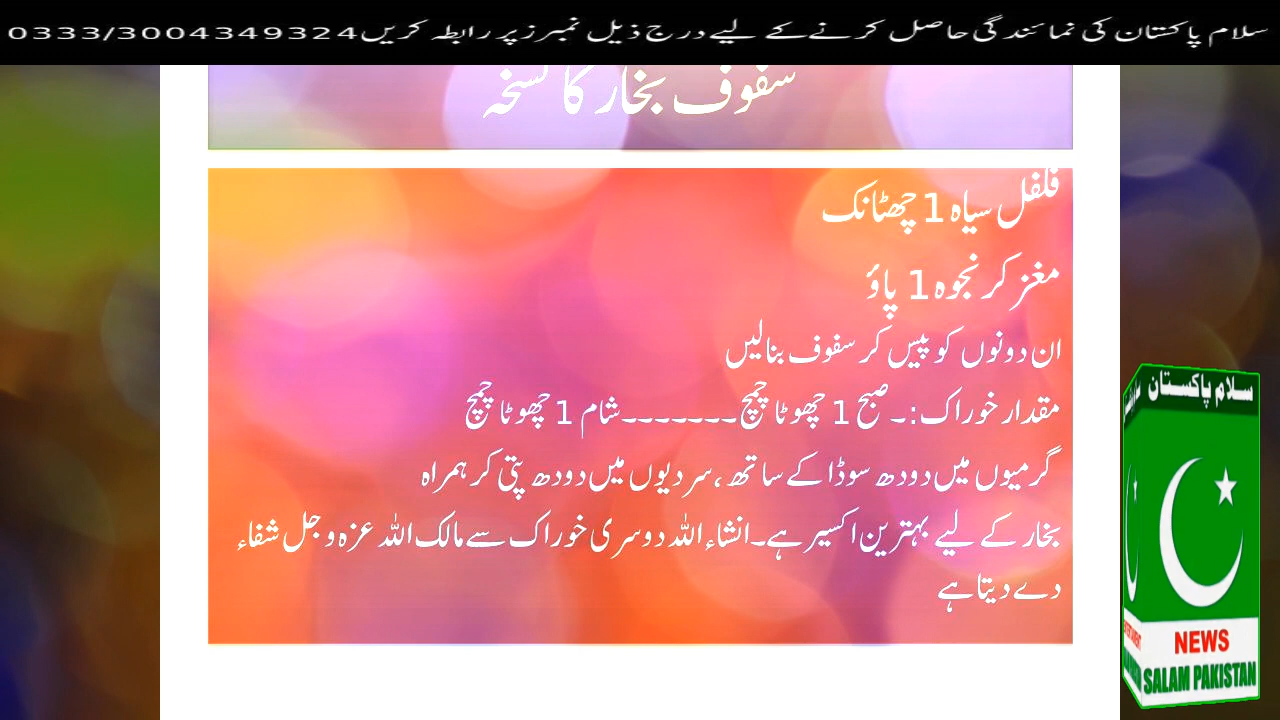 سلام پاکستان کی نمائندگی حاصل کرنے کے لیے درج ذیل نمبرز پر رابطہ کریں 0333/3004349324
سفوف بخار کا نسخہ
فلفل سیاہ 1 چھٹانک
مغز کرنجوہ 1 پاؤ
ان دونوں کو پیس کر سفوف بنالیں
مقدار خوراک:۔ صبح 1 چھوٹا چمچ۔۔۔۔۔۔۔شام 1 چھوٹا چمچ
گرمیوں میں دودھ سوڈا کے ساتھ، سردیوں میں دودھ پتی کر ہمراہ
بخار کے لیے بہترین اکسیر ہے۔ انشاء اللہ دوسری خوراک سے مالک اللہ عزہ وجل شفاء
دے دیتا ہے
سلام پاکستان
NEWS
SALAM PAKISTAN